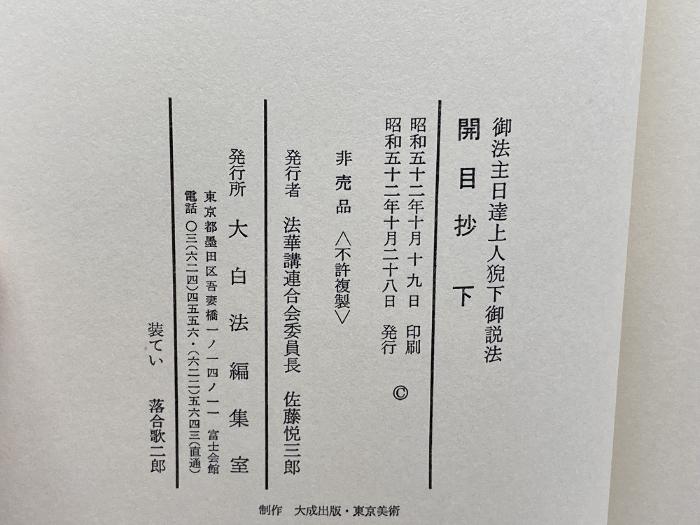 御法主日達上人猊下御説法
開目抄 下
昭和五十二年十月十九日 印刷
昭和五十二年十月二十八日 発行 ©
非売品 〈不許複製〉
発行者 法華講連合会委員長 佐藤悦三郎
発行所 大白法編集室
東京都墨田区吾妻橋一ノ一四ノ一一 富士会館
電話 〇三(六二四)四五五六・(六二二)五六四三(直通)
装てい 落合歌二郎
制作 大成出版・東京美術